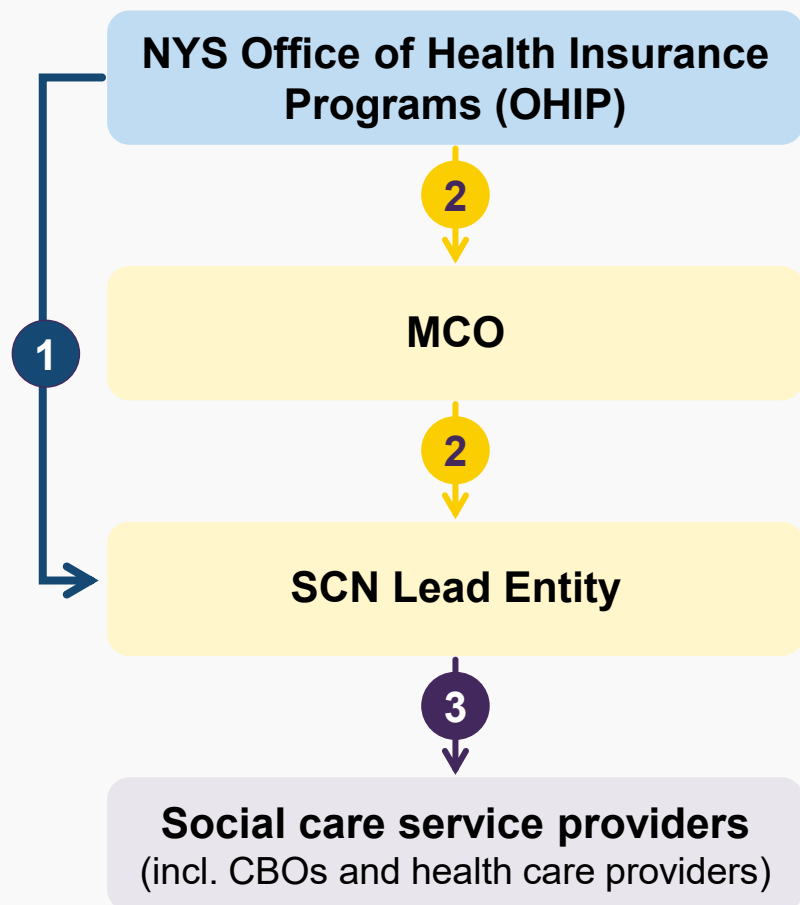 NYS Office of Health Insurance
Programs (OHIP)
2
MCO
1
2
SCN Lead Entity
3
Social care service providers
(incl. CBOs and health care providers)